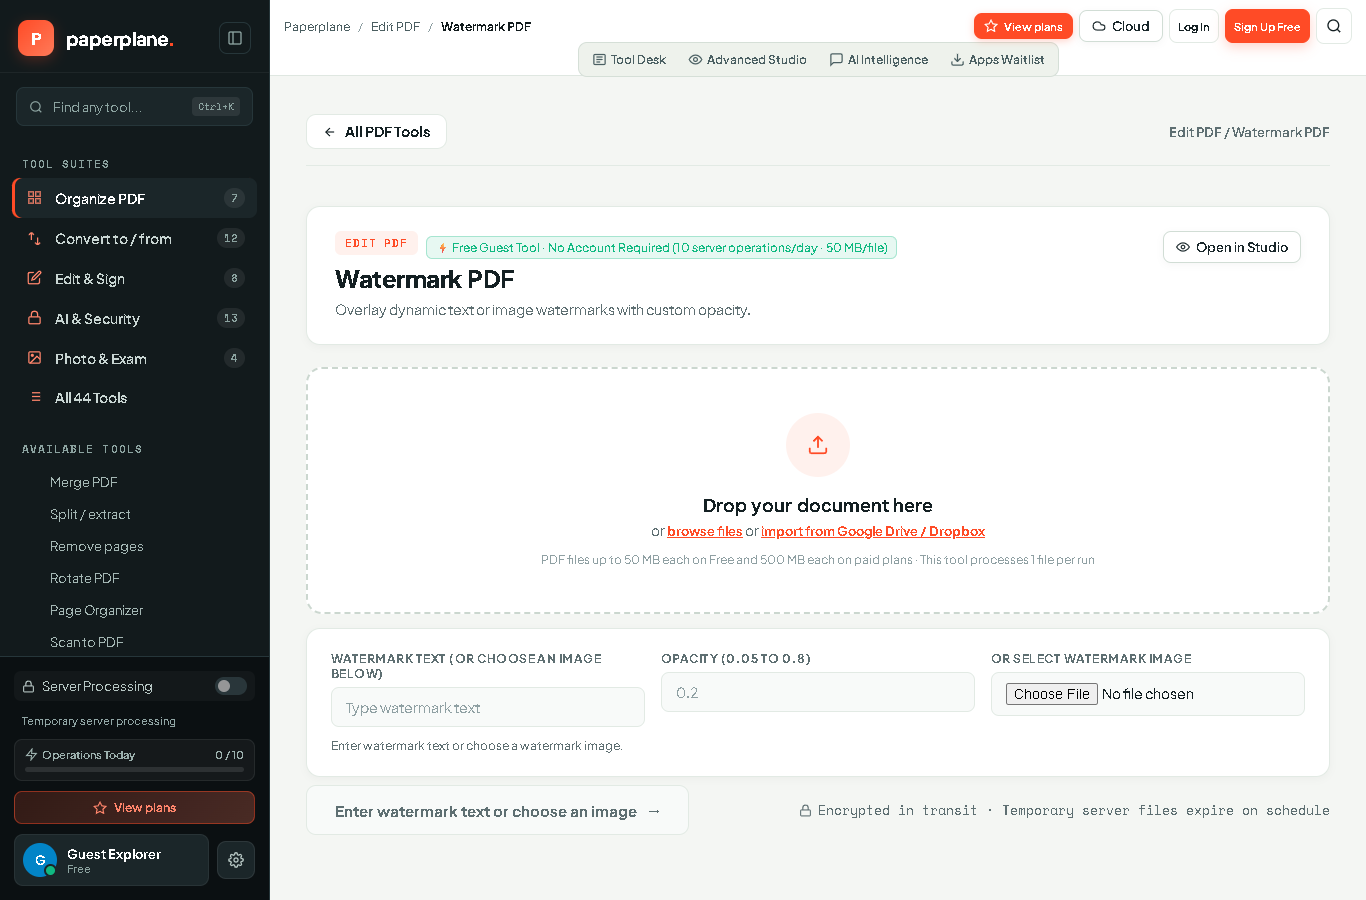 P paperplane.
Find any tool... Ctrl+K
TOOL SUITES
Organize PDF 7
Convert to / from 12
Edit & Sign 8
AI & Security 13
Photo & Exam 4
All 44 Tools
AVAILABLE TOOLS
Merge PDF
Split / extract
Remove pages
Rotate PDF
Page Organizer
Scan to PDF
Server Processing
Temporary server processing
Operations Today 0 / 10
View plans
G Guest Explorer
Free
Paperplane / Edit PDF / Watermark PDF
View plans Cloud Log In Sign Up Free
Tool Desk Advanced Studio AI Intelligence Apps Waitlist
← All PDF Tools Edit PDF / Watermark PDF
EDIT PDF Free Guest Tool · No Account Required (10 server operations/day · 50 MB/file) Open in Studio
Watermark PDF
Overlay dynamic text or image watermarks with custom opacity.
Drop your document here
or browse files or import from Google Drive / Dropbox
PDF files up to 50 MB each on Free and 500 MB each on paid plans · This tool processes 1 file per run
WATERMARK TEXT (OR CHOOSE AN IMAGE
BELOW)
Type watermark text
Enter watermark text or choose a watermark image.
OPACITY (0.05 TO 0.8)
0.2
OR SELECT WATERMARK IMAGE
Choose File No file chosen
Enter watermark text or choose an image →
Encrypted in transit · Temporary server files expire on schedule